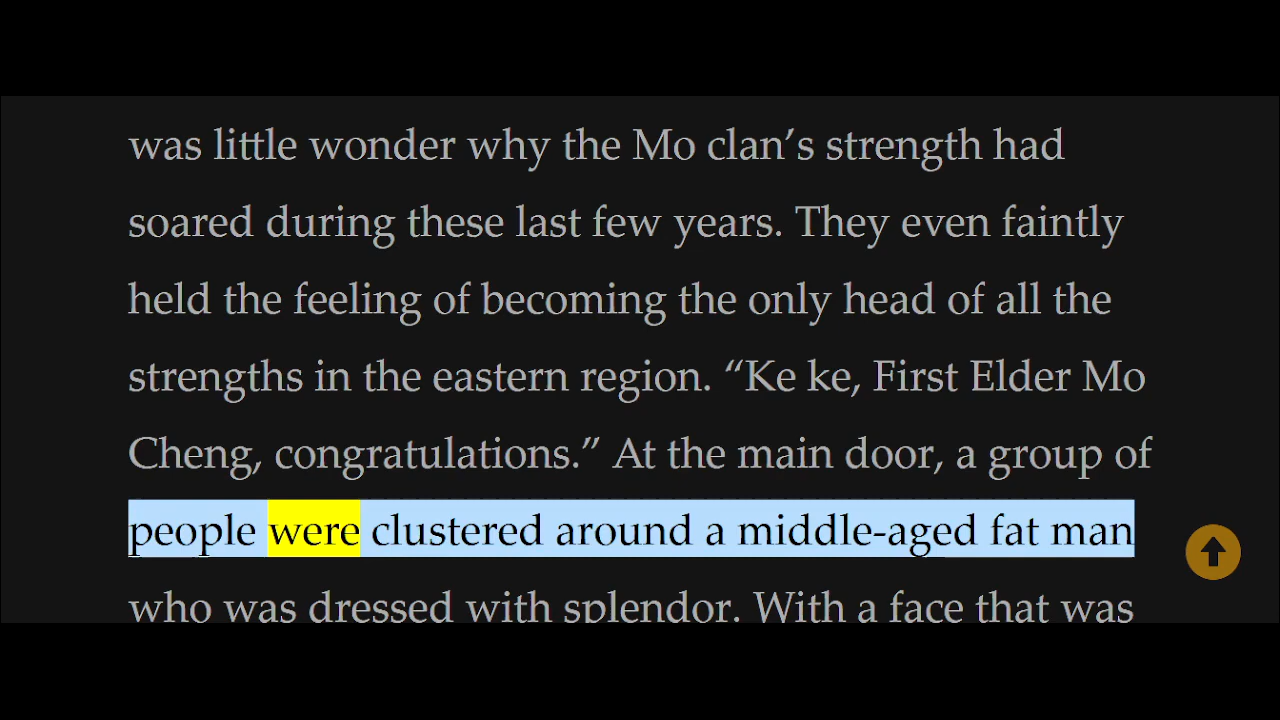 was little wonder why the Mo clan’s strength had
soared during these last few years. They even faintly
held the feeling of becoming the only head of all the
strengths in the eastern region. “Ke ke, First Elder Mo
Cheng, congratulations.” At the main door, a group of
people were clustered around a middle-aged fat man
who was dressed with splendor. With a face that was